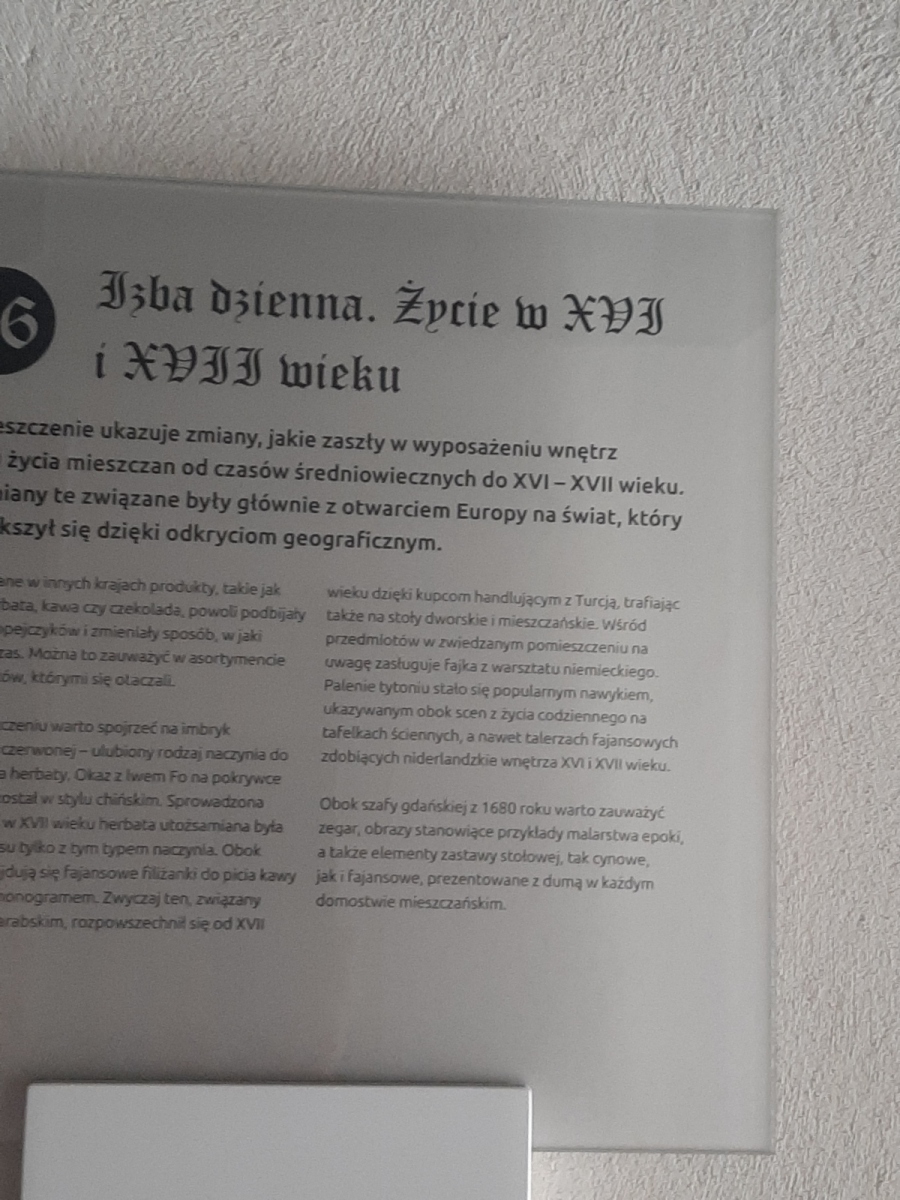 6
Izba dzienna. Życie w XVI
i XVII wieku
eszczenie ukazuje zmiany, jakie zaszły w wyposażeniu wnętrz
życia mieszczan od czasów średniowiecznych do XVI – XVII wieku.
iany te związane były głównie z otwarciem Europy na świat, który
kszył się dzięki odkryciom geograficznym.
ane w innych krajach produkty, takie jak
bata, kawa czy czekolada, powoli podbijały
opejczyków i zmieniały sposób, w jaki
zas. Można to zauważyć w asortymencie
ów, którymi się otaczali.
czeniu warto spojrzeć na imbryk
czerwonej – ulubiony rodzaj naczynia do
a herbaty. Okaz z lwem Fo na pokrywce
ostał w stylu chińskim. Sprowadzona
w XVII wieku herbata utożsamiana była
su tylko z tym typem naczynia. Obok
jdują się fajansowe filiżanki do picia kawy
monogramem. Zwyczaj ten, związany
arabskim, rozpowszechnił się od XVII
wieku dzięki kupcom handlującym z Turcją, trafiając
także na stoły dworskie i mieszczańskie. Wśród
przedmiotów w zwiedzanym pomieszczeniu na
uwagę zasługuje fajka z warsztatu niemieckiego.
Palenie tytoniu stało się popularnym nawykiem,
ukazywanym obok scen z życia codziennego na
tafelkach ściennych, a nawet talerzach fajansowych
zdobiących niderlandzkie wnętrza XVI i XVII wieku.
Obok szafy gdańskiej z 1680 roku warto zauważyć
zegar, obrazy stanowiące przykłady malarstwa epoki,
a także elementy zastawy stołowej, tak cynowe,
jak i fajansowe, prezentowane z dumą w każdym
domostwie mieszczańskim.